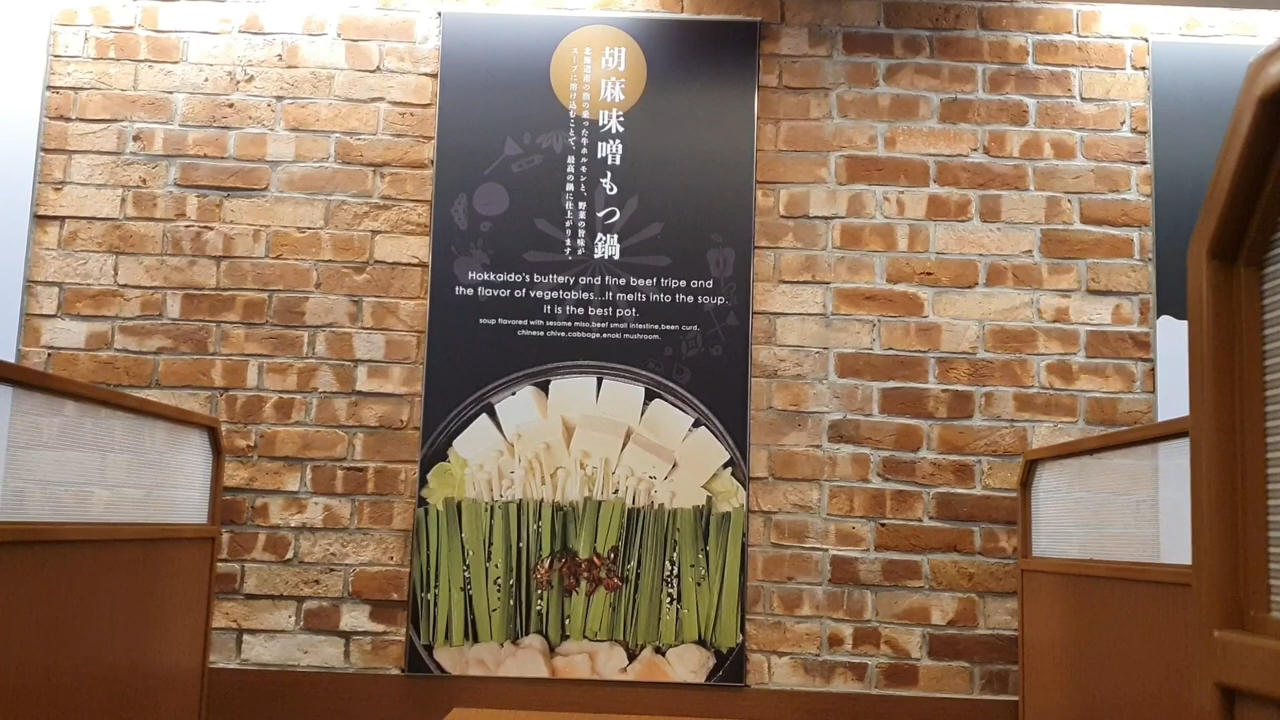 胡麻味噌もつ鍋
北海道産の脂の乗った牛ホルモンと、野菜の旨味が
スープに溶け込むことで、最高の鍋に仕上がります。
Hokkaido's buttery and fine beef tripe and
the flavor of vegetables...It melts into the soup.
It is the best pot.
soup flavored with sesame miso,beef small intestine,been curd,
chinese chive,cabbage,enoki mushroom.